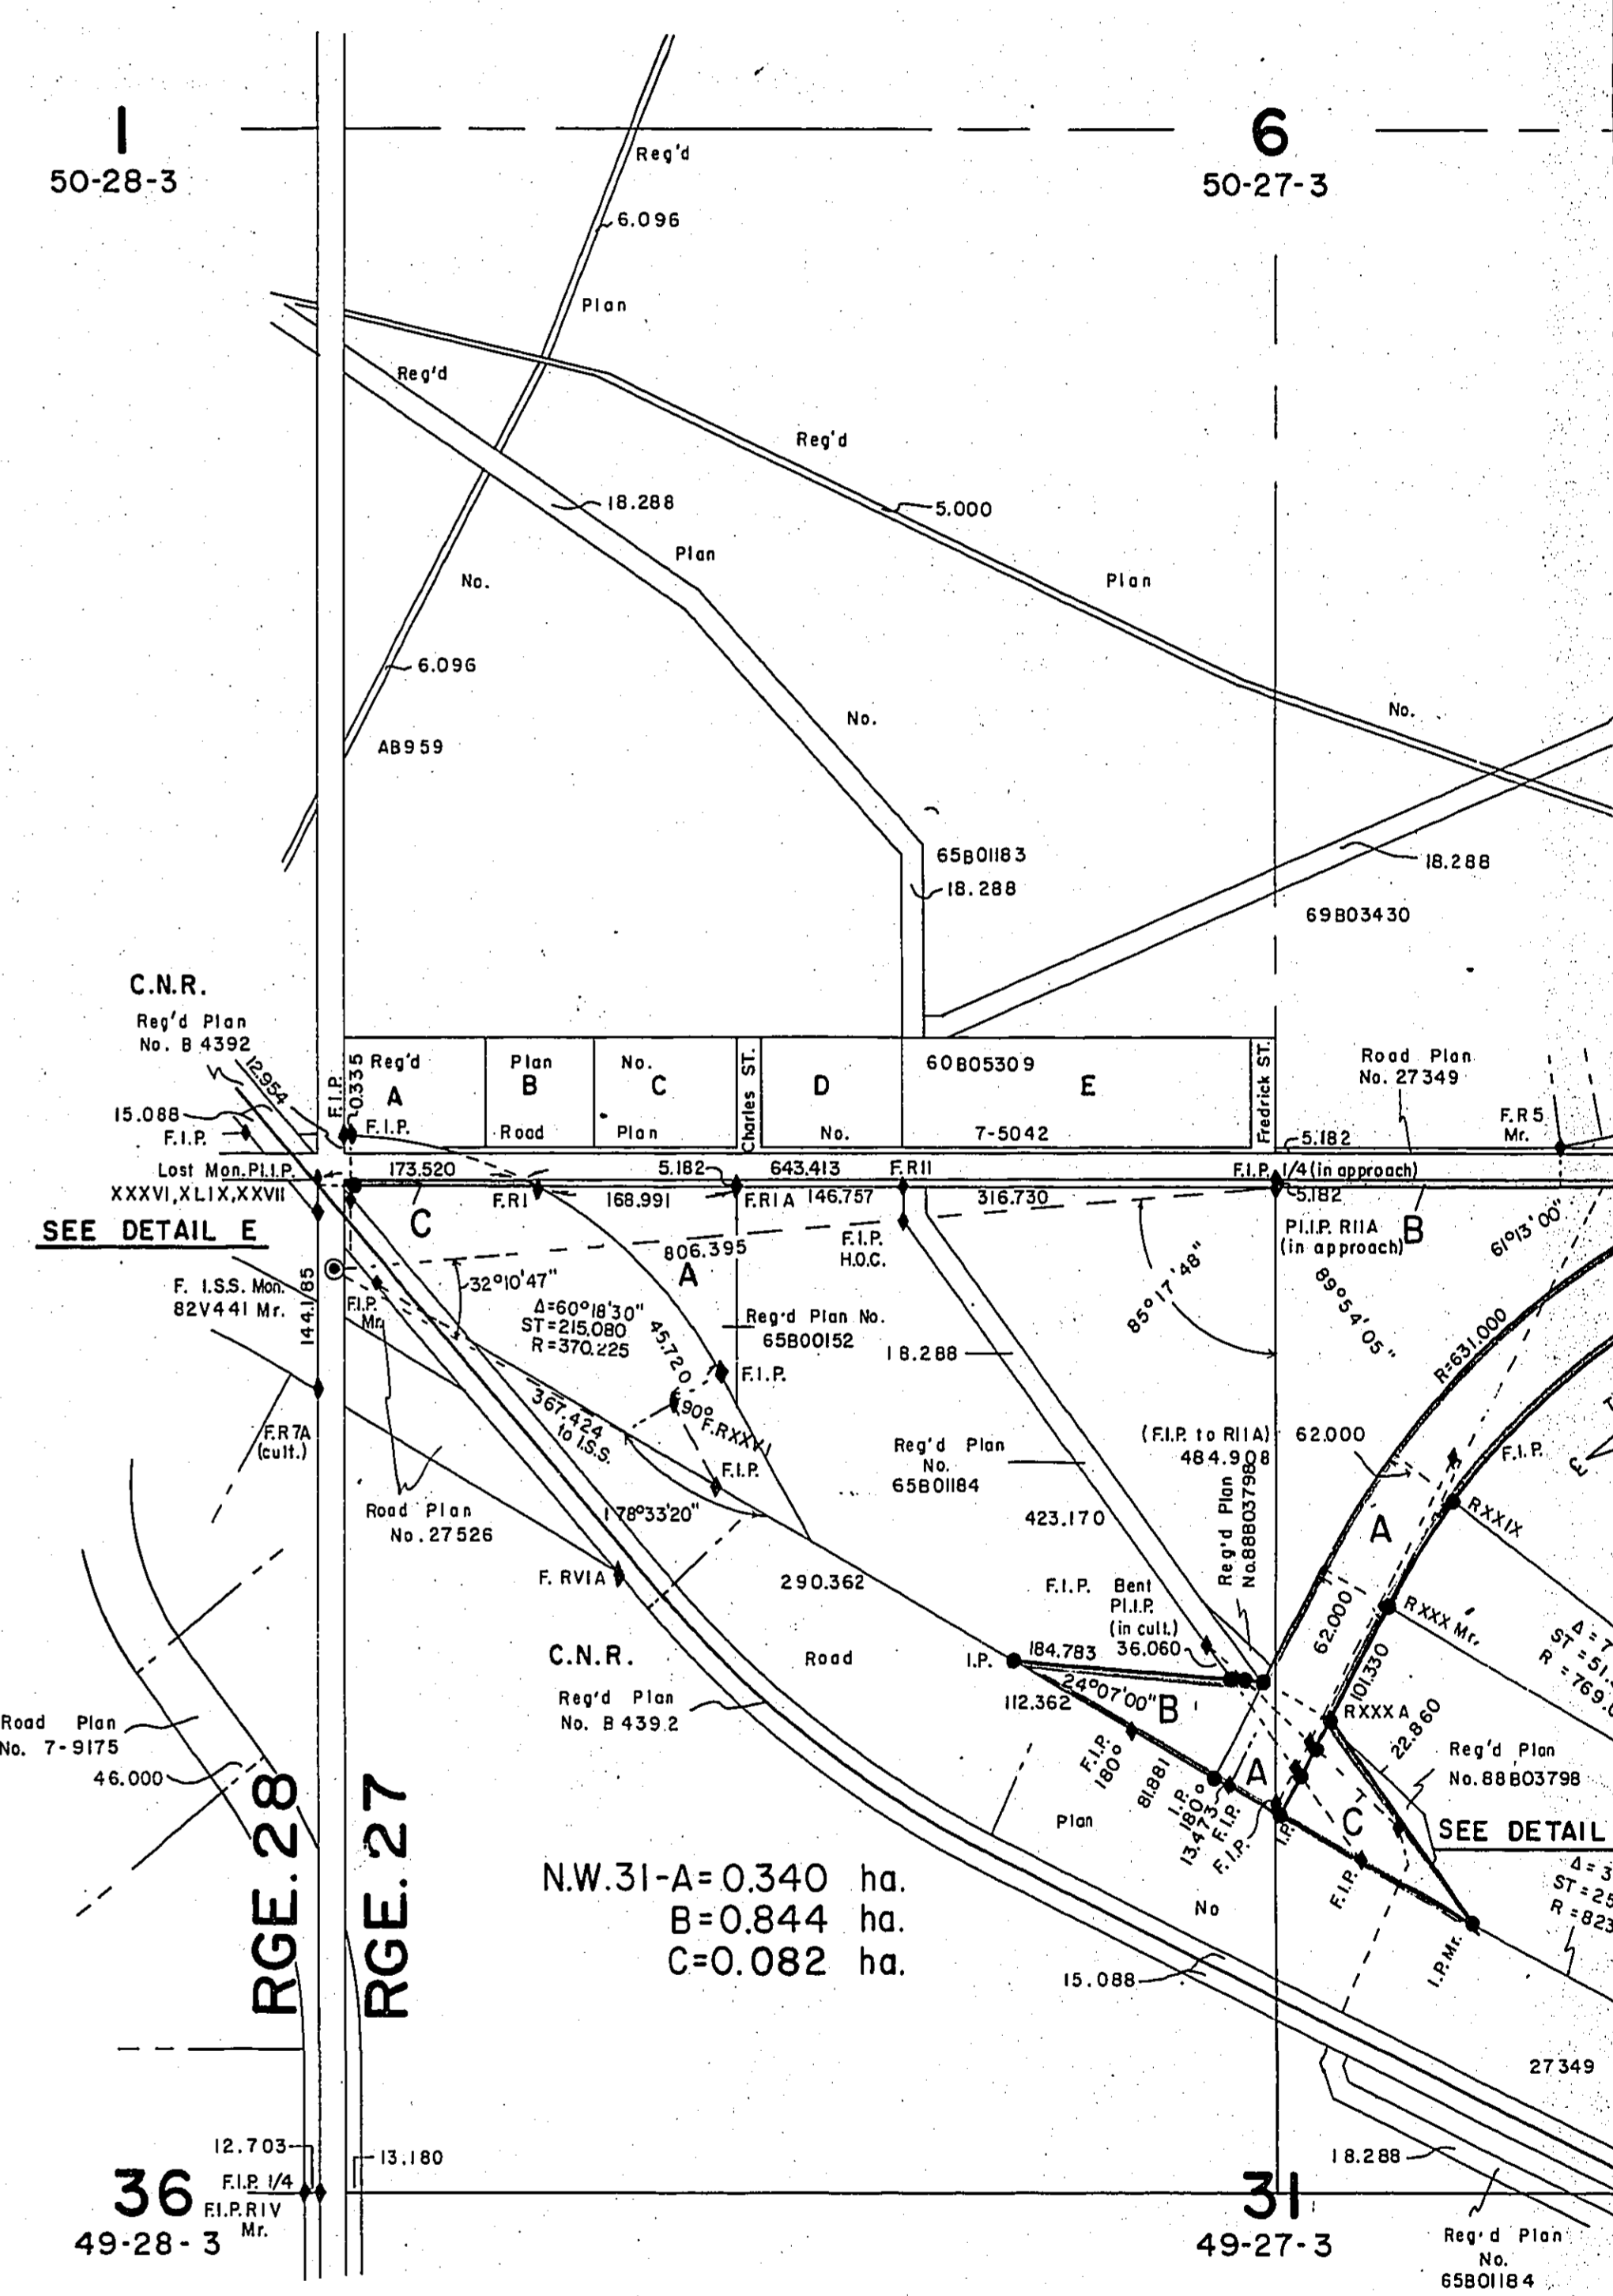 1
50-28-3
6
50-27-3
Reg'd
6.096
Plan
Reg'd
Reg'd
18.288
5.000
Plan
No.
Plan
6.096
No.
No.
AB959
65B01183
18.288
18.288
69B03430
C.N.R.
Reg'd Plan
No. B 4392
12.954
15.088
F.I.P.
F.I.P.
0.335
F.I.P.
Reg'd
Plan
No.
60B05309
A
B
C
Charles ST.
D
E
Fredrick ST.
Road
Plan
No.
7-5042
Road Plan
No. 27349
F.R 5
Mr.
5.182
Lost Mon.Pl.I.P.
XXXVI,XLIX,XXVII
173.520
5.182
643.413
F.R11
F.I.P. 1/4 (in approach)
C
F.R1
168.991
F.R1A
146.757
316.730
5.182
SEE DETAIL E
Pl.I.P. R11A
(in approach)
B
61°13'00"
806.395
A
F.I.P.
H.O.C.
85°17'48"
89°54'05"
F. I.S.S. Mon.
82V441 Mr.
144.185
F.I.P.
Mr.
32°10'47"
Δ=60°18'30"
ST=215.080
R=370.225
45.720
Reg'd Plan No.
65B00152
18.288
R=631.000
F.I.P.
367.424
to I.S.S.
90°
F.RXXVI
F.R7A
(cult.)
F.I.P.
Reg'd Plan
No.
65B01184
(F.I.P. to R11A)
484.908
62.000
F.I.P.
Road Plan
No. 27526
178°33'20"
423.170
Reg'd Plan
No.88B03798
A
RXXIX
F. RV1A
290.362
F.I.P. Bent
Pl.I.P.
(in cult.)
36.060
62.000
RXXX Mr.
101.330
C.N.R.
Road
I.P.
184.783
24°07'00"
B
112.362
Reg'd Plan
No. B 4392
RXXXA
22.860
Road Plan
No. 7-9175
46.000
F.I.P.
180°
81.881
I.P.
180°
13.473
F.I.P.
F.I.P.
A
I.P.
C
Reg'd Plan
No.88B03798
SEE DETAIL
Plan
F.I.P.
RGE. 28
RGE. 27
N.W.31-A=0.340 ha.
B=0.844 ha.
C=0.082 ha.
No
15.088
I.P.Mr.
27349
12.703
13.180
18.288
36
F.I.P. 1/4
F.I.P.R1V
Mr.
49-28-3
31
49-27-3
Reg'd Plan
No.
65B01184